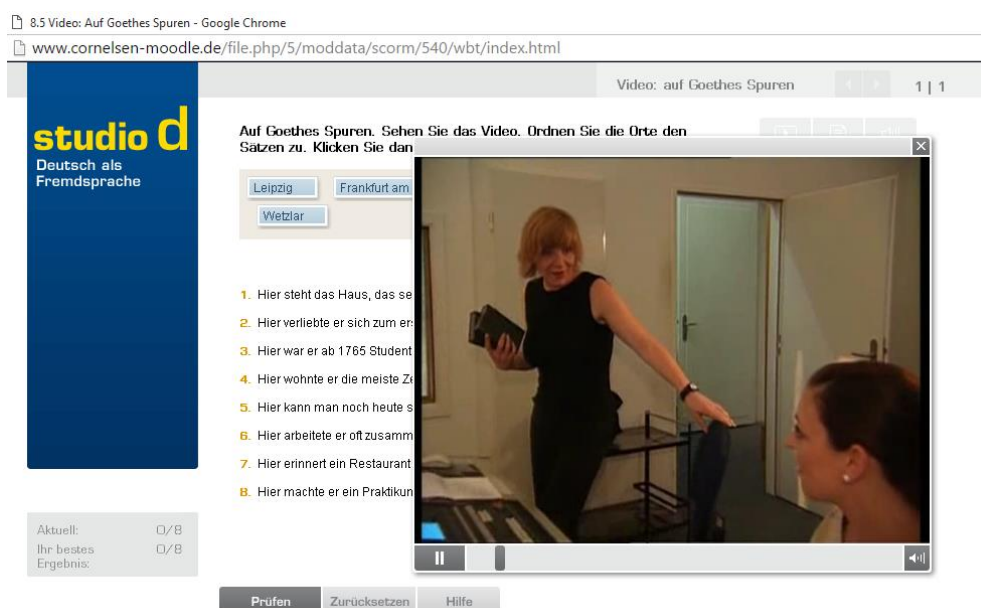 8.5 Video: Auf Goethes Spuren - Google Chrome
www.cornelsen-moodle.de/file.php/5/moddata/scorm/540/wbt/index.html
Video: auf Goethes Spuren 1 | 1
studio d
Deutsch als
Fremdsprache
Auf Goethes Spuren. Sehen Sie das Video. Ordnen Sie die Orte den
Sätzen zu. Klicken Sie dan
Leipzig Frankfurt am
Wetzlar
1. Hier steht das Haus, das se
2. Hier verliebte er sich zum er
3. Hier war er ab 1765 Student
4. Hier wohnte er die meiste Ze
5. Hier kann man noch heute s
6. Hier arbeitete er oft zusamm
7. Hier erinnert ein Restaurant
8. Hier machte er ein Praktikun
Aktuell: 0/8
Ihr bestes 0/8
Ergebnis:
Prüfen Zurücksetzen Hilfe